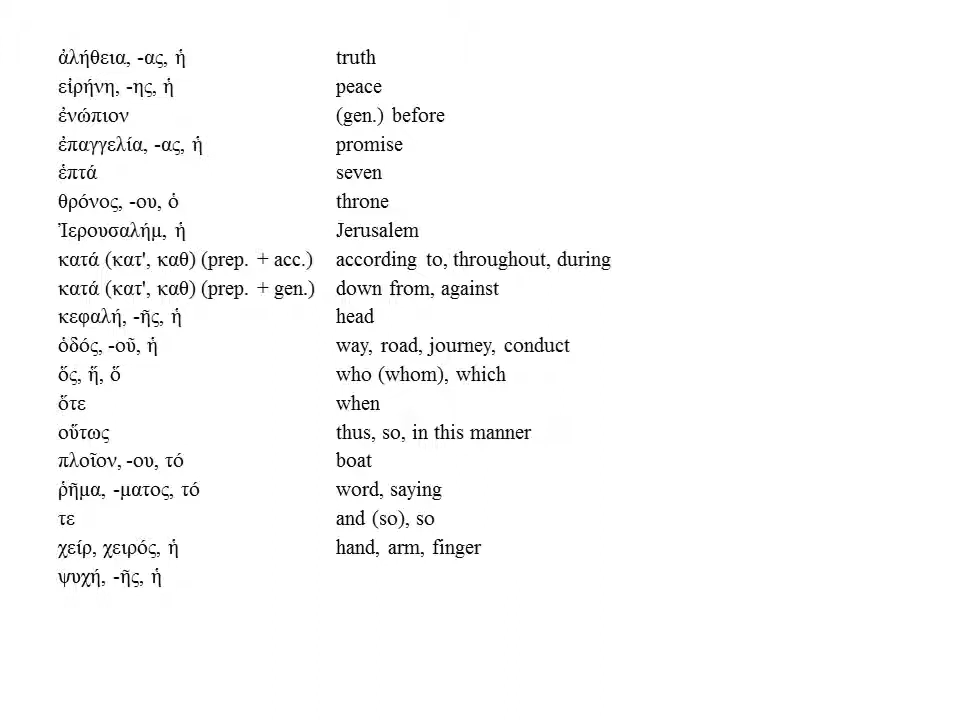 ἀλήθεια, -ας, ἡ truth
εἰρήνη, -ης, ἡ peace
ἐνώπιον (gen.) before
ἐπαγγελία, -ας, ἡ promise
ἑπτά seven
θρόνος, -ου, ὁ throne
Ἰερουσαλήμ, ἡ Jerusalem
κατά (κατ', καθ) (prep. + acc.) according to, throughout, during
κατά (κατ', καθ) (prep. + gen.) down from, against
κεφαλή, -ῆς, ἡ head
ὁδός, -οῦ, ἡ way, road, journey, conduct
ὅς, ἥ, ὅ who (whom), which
ὅτε when
οὕτως thus, so, in this manner
πλοῖον, -ου, τό boat
ῥῆμα, -ματος, τό word, saying
τε and (so), so
χείρ, χειρός, ἡ hand, arm, finger
ψυχή, -ῆς, ἡ